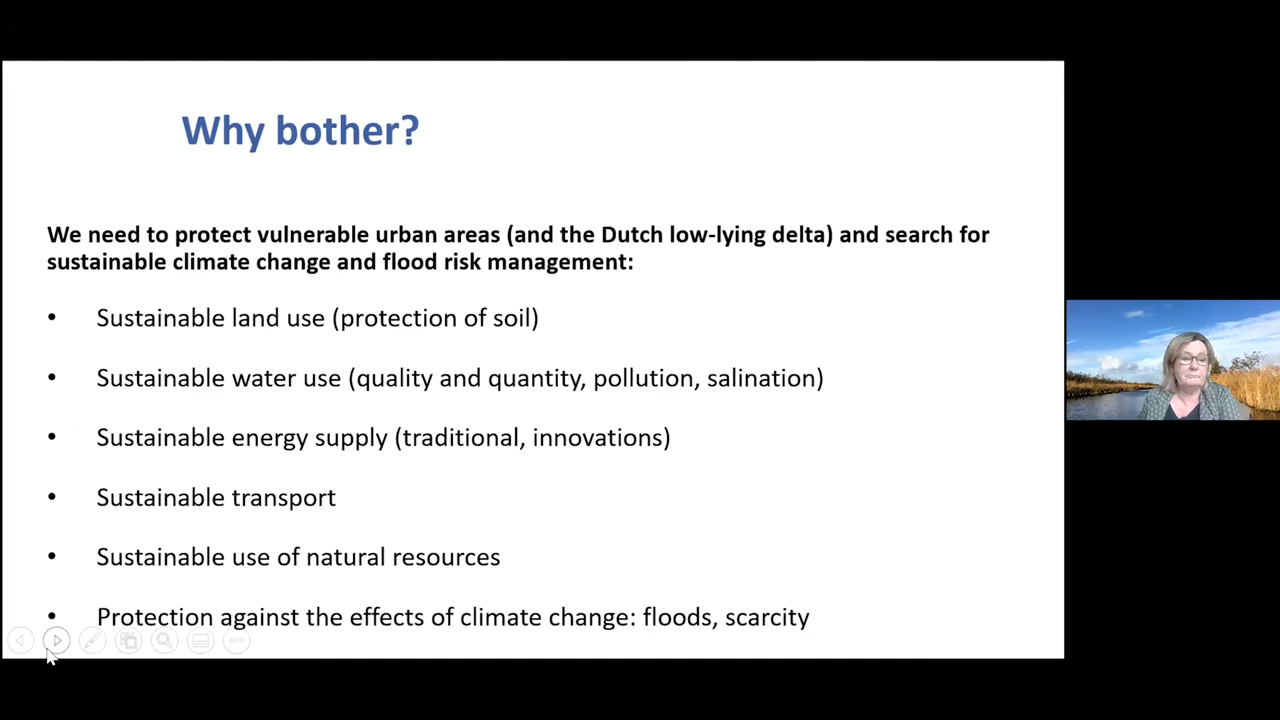 Why bother?
We need to protect vulnerable urban areas (and the Dutch low-lying delta) and search for
sustainable climate change and flood risk management:
• Sustainable land use (protection of soil)
• Sustainable water use (quality and quantity, pollution, salination)
• Sustainable energy supply (traditional, innovations)
• Sustainable transport
• Sustainable use of natural resources
• Protection against the effects of climate change: floods, scarcity